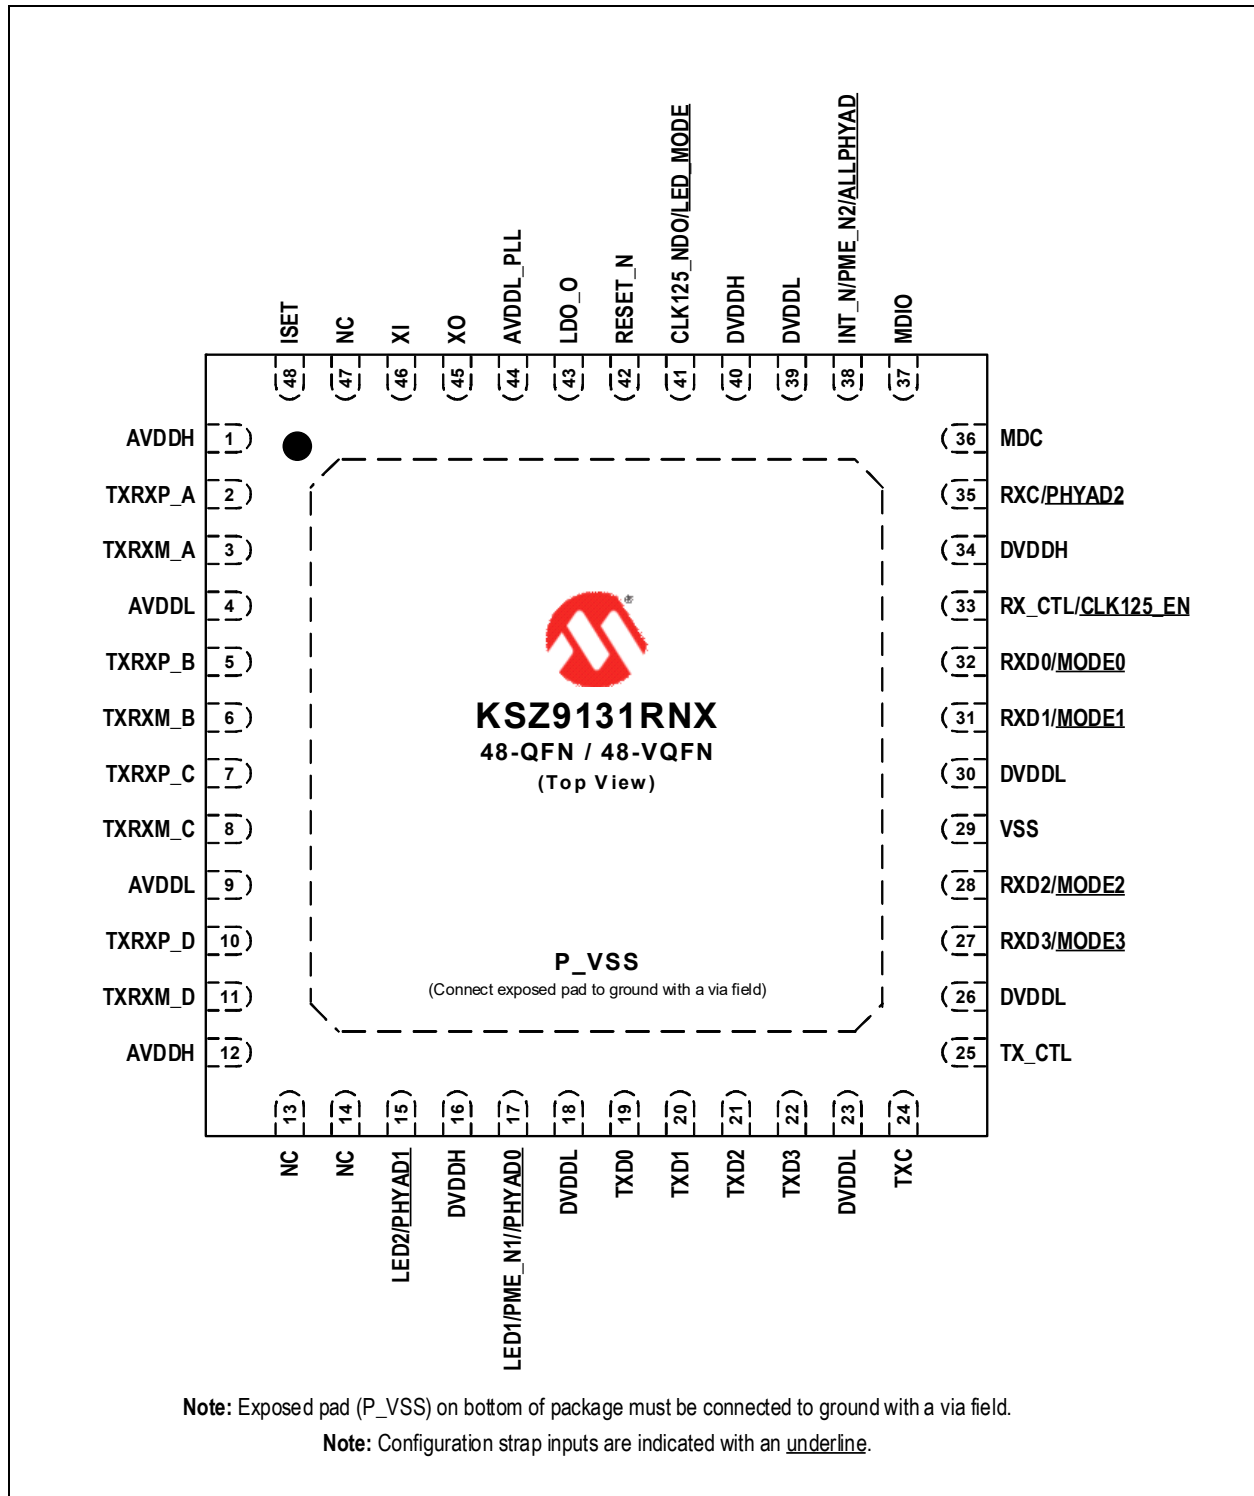 ISET
NC
XI
XO
AVDDL_PLL
LDO_O
RESET_N
CLK125_NDO/LED_MODE
DVDDH
DVDDL
INT_N/PME_N2/ALLPHYAD
MDIO
48
47
46
45
44
43
42
41
40
39
38
37
AVDDH 1
TXRXP_A 2
TXRXM_A 3
AVDDL 4
TXRXP_B 5
TXRXM_B 6
TXRXP_C 7
TXRXM_C 8
AVDDL 9
TXRXP_D 10
TXRXM_D 11
AVDDH 12
®
KSZ9131RNX
48-QFN / 48-VQFN
(Top View)
P_VSS
(Connect exposed pad to ground with a via field)
36 MDC
35 RXC/PHYAD2
34 DVDDH
33 RX_CTL/CLK125_EN
32 RXD0/MODE0
31 RXD1/MODE1
30 DVDDL
29 VSS
28 RXD2/MODE2
27 RXD3/MODE3
26 DVDDL
25 TX_CTL
13
14
15
16
17
18
19
20
21
22
23
24
NC
NC
LED2/PHYAD1
DVDDH
LED1/PME_N1//PHYAD0
DVDDL
TXD0
TXD1
TXD2
TXD3
DVDDL
TXC
Note: Exposed pad (P_VSS) on bottom of package must be connected to ground with a via field.
Note: Configuration strap inputs are indicated with an underline.